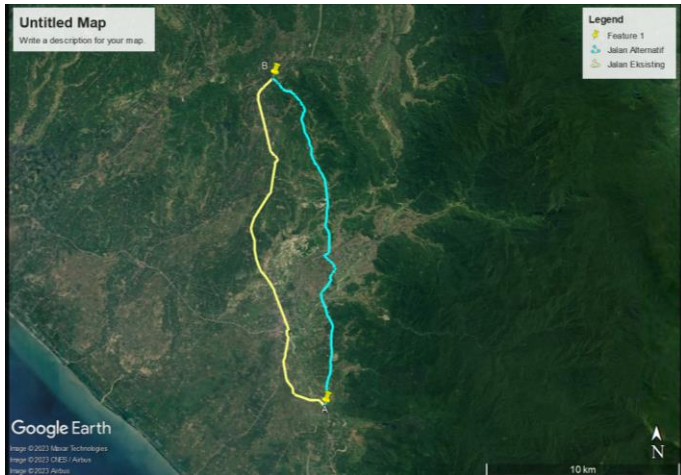 Untitled Map
Write a description for your map.
Legend
Feature 1
Jalan Alternatif
Jalan Eksisting
B
A
Google Earth
Image © 2023 Maxar Technologies
Image © 2023 CNES / Airbus
Image © 2023 Airbus
N
10 km